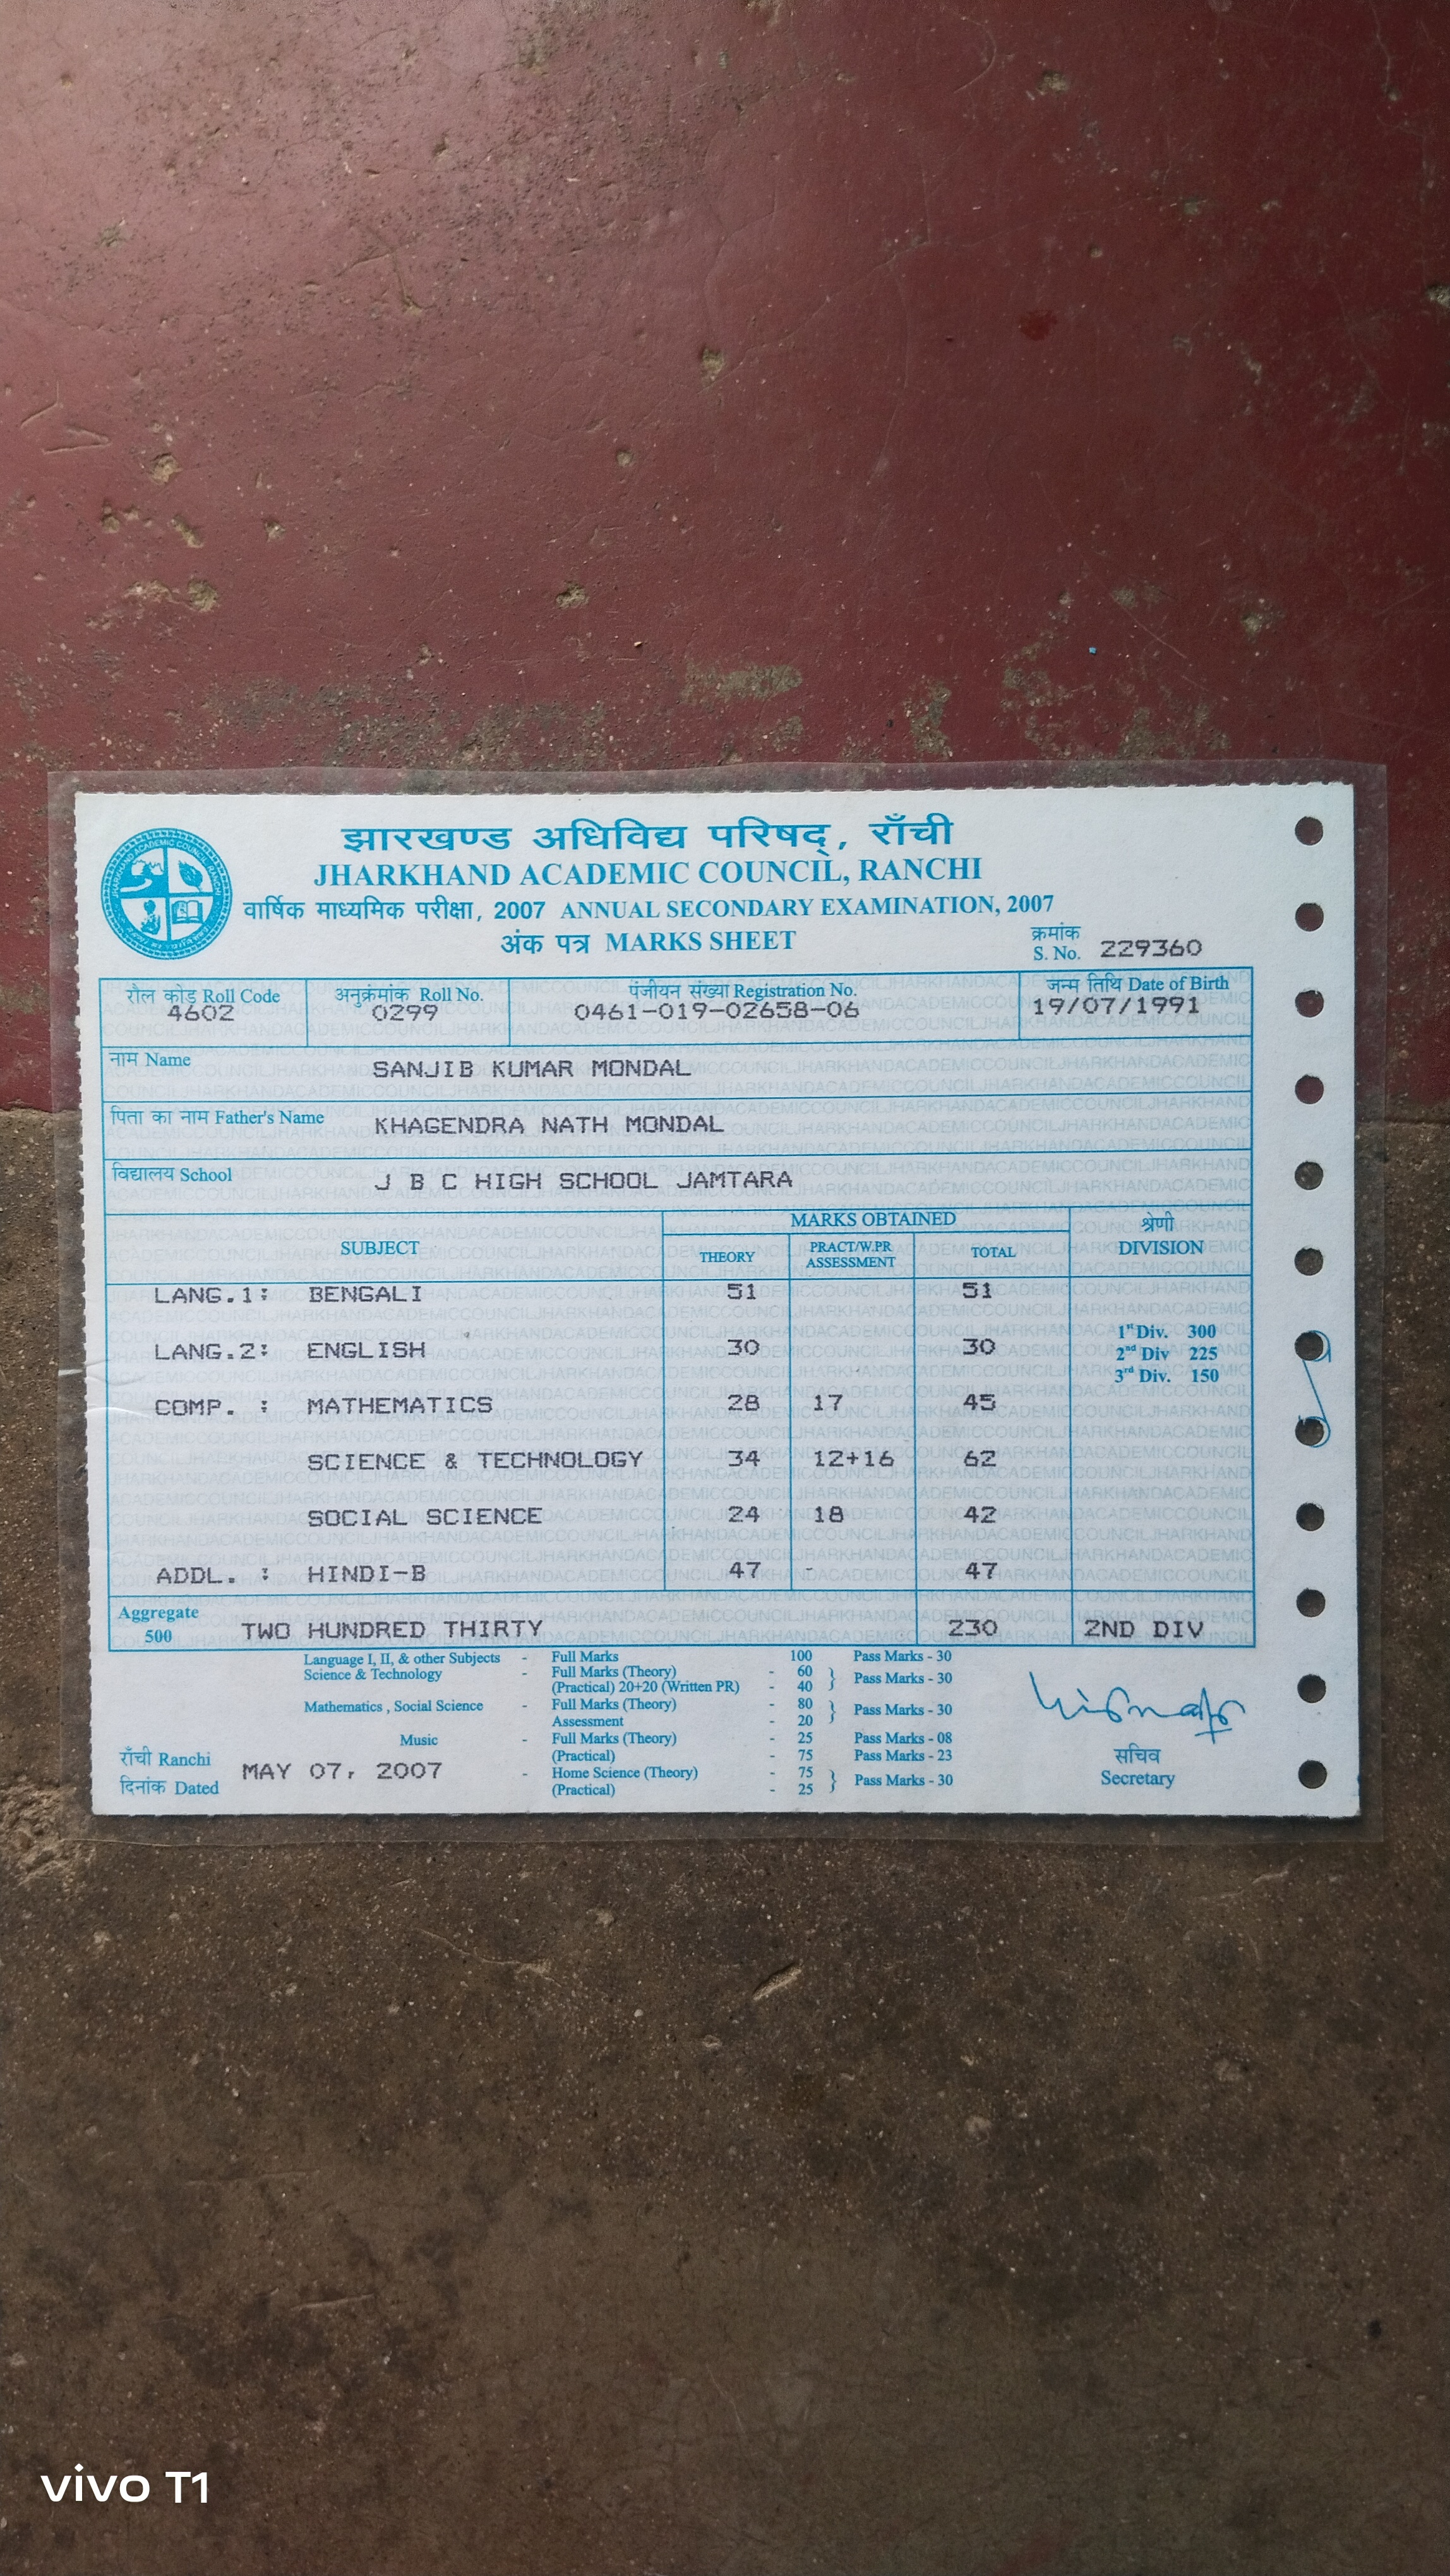 झारखण्ड अधिविद्य परिषद्, राँची
JHARKHAND ACADEMIC COUNCIL, RANCHI
वार्षिक माध्यमिक परीक्षा, 2007 ANNUAL SECONDARY EXAMINATION, 2007
अंक पत्र MARKS SHEET
क्रमांक
S. No. 229360
रौल कोड Roll Code अनुक्रमांक Roll No. पंजीयन संख्या Registration No. जन्म तिथि Date of Birth
4602 0299 0461-019-02658-06 19/07/1991
नाम Name SANJIB KUMAR MONDAL
पिता का नाम Father's Name KHAGENDRA NATH MONDAL
विद्यालय School J B C HIGH SCHOOL JAMTARA
SUBJECT MARKS OBTAINED श्रेणी DIVISION
THEORY PRACT/W.PR ASSESSMENT TOTAL
LANG.1: BENGALI 51 51
LANG.2: ENGLISH 30 30
1st Div. 300
2nd Div 225
3rd Div. 150
COMP. : MATHEMATICS 28 17 45
SCIENCE & TECHNOLOGY 34 12+16 62
SOCIAL SCIENCE 24 18 42
ADDL. : HINDI-B 47 - 47
Aggregate 500 TWO HUNDRED THIRTY 230 2ND DIV
Language I, II, & other Subjects - Full Marks 100 Pass Marks - 30
Science & Technology - Full Marks (Theory) - 60 } Pass Marks - 30
(Practical) 20+20 (Written PR) - 40
Mathematics , Social Science - Full Marks (Theory) - 80 } Pass Marks - 30
Assessment - 20
Music - Full Marks (Theory) - 25 Pass Marks - 08
(Practical) - 75 Pass Marks - 23
- Home Science (Theory) - 75 } Pass Marks - 30
(Practical) - 25
राँची Ranchi
दिनांक Dated MAY 07, 2007
सचिव
Secretary
vivo T1